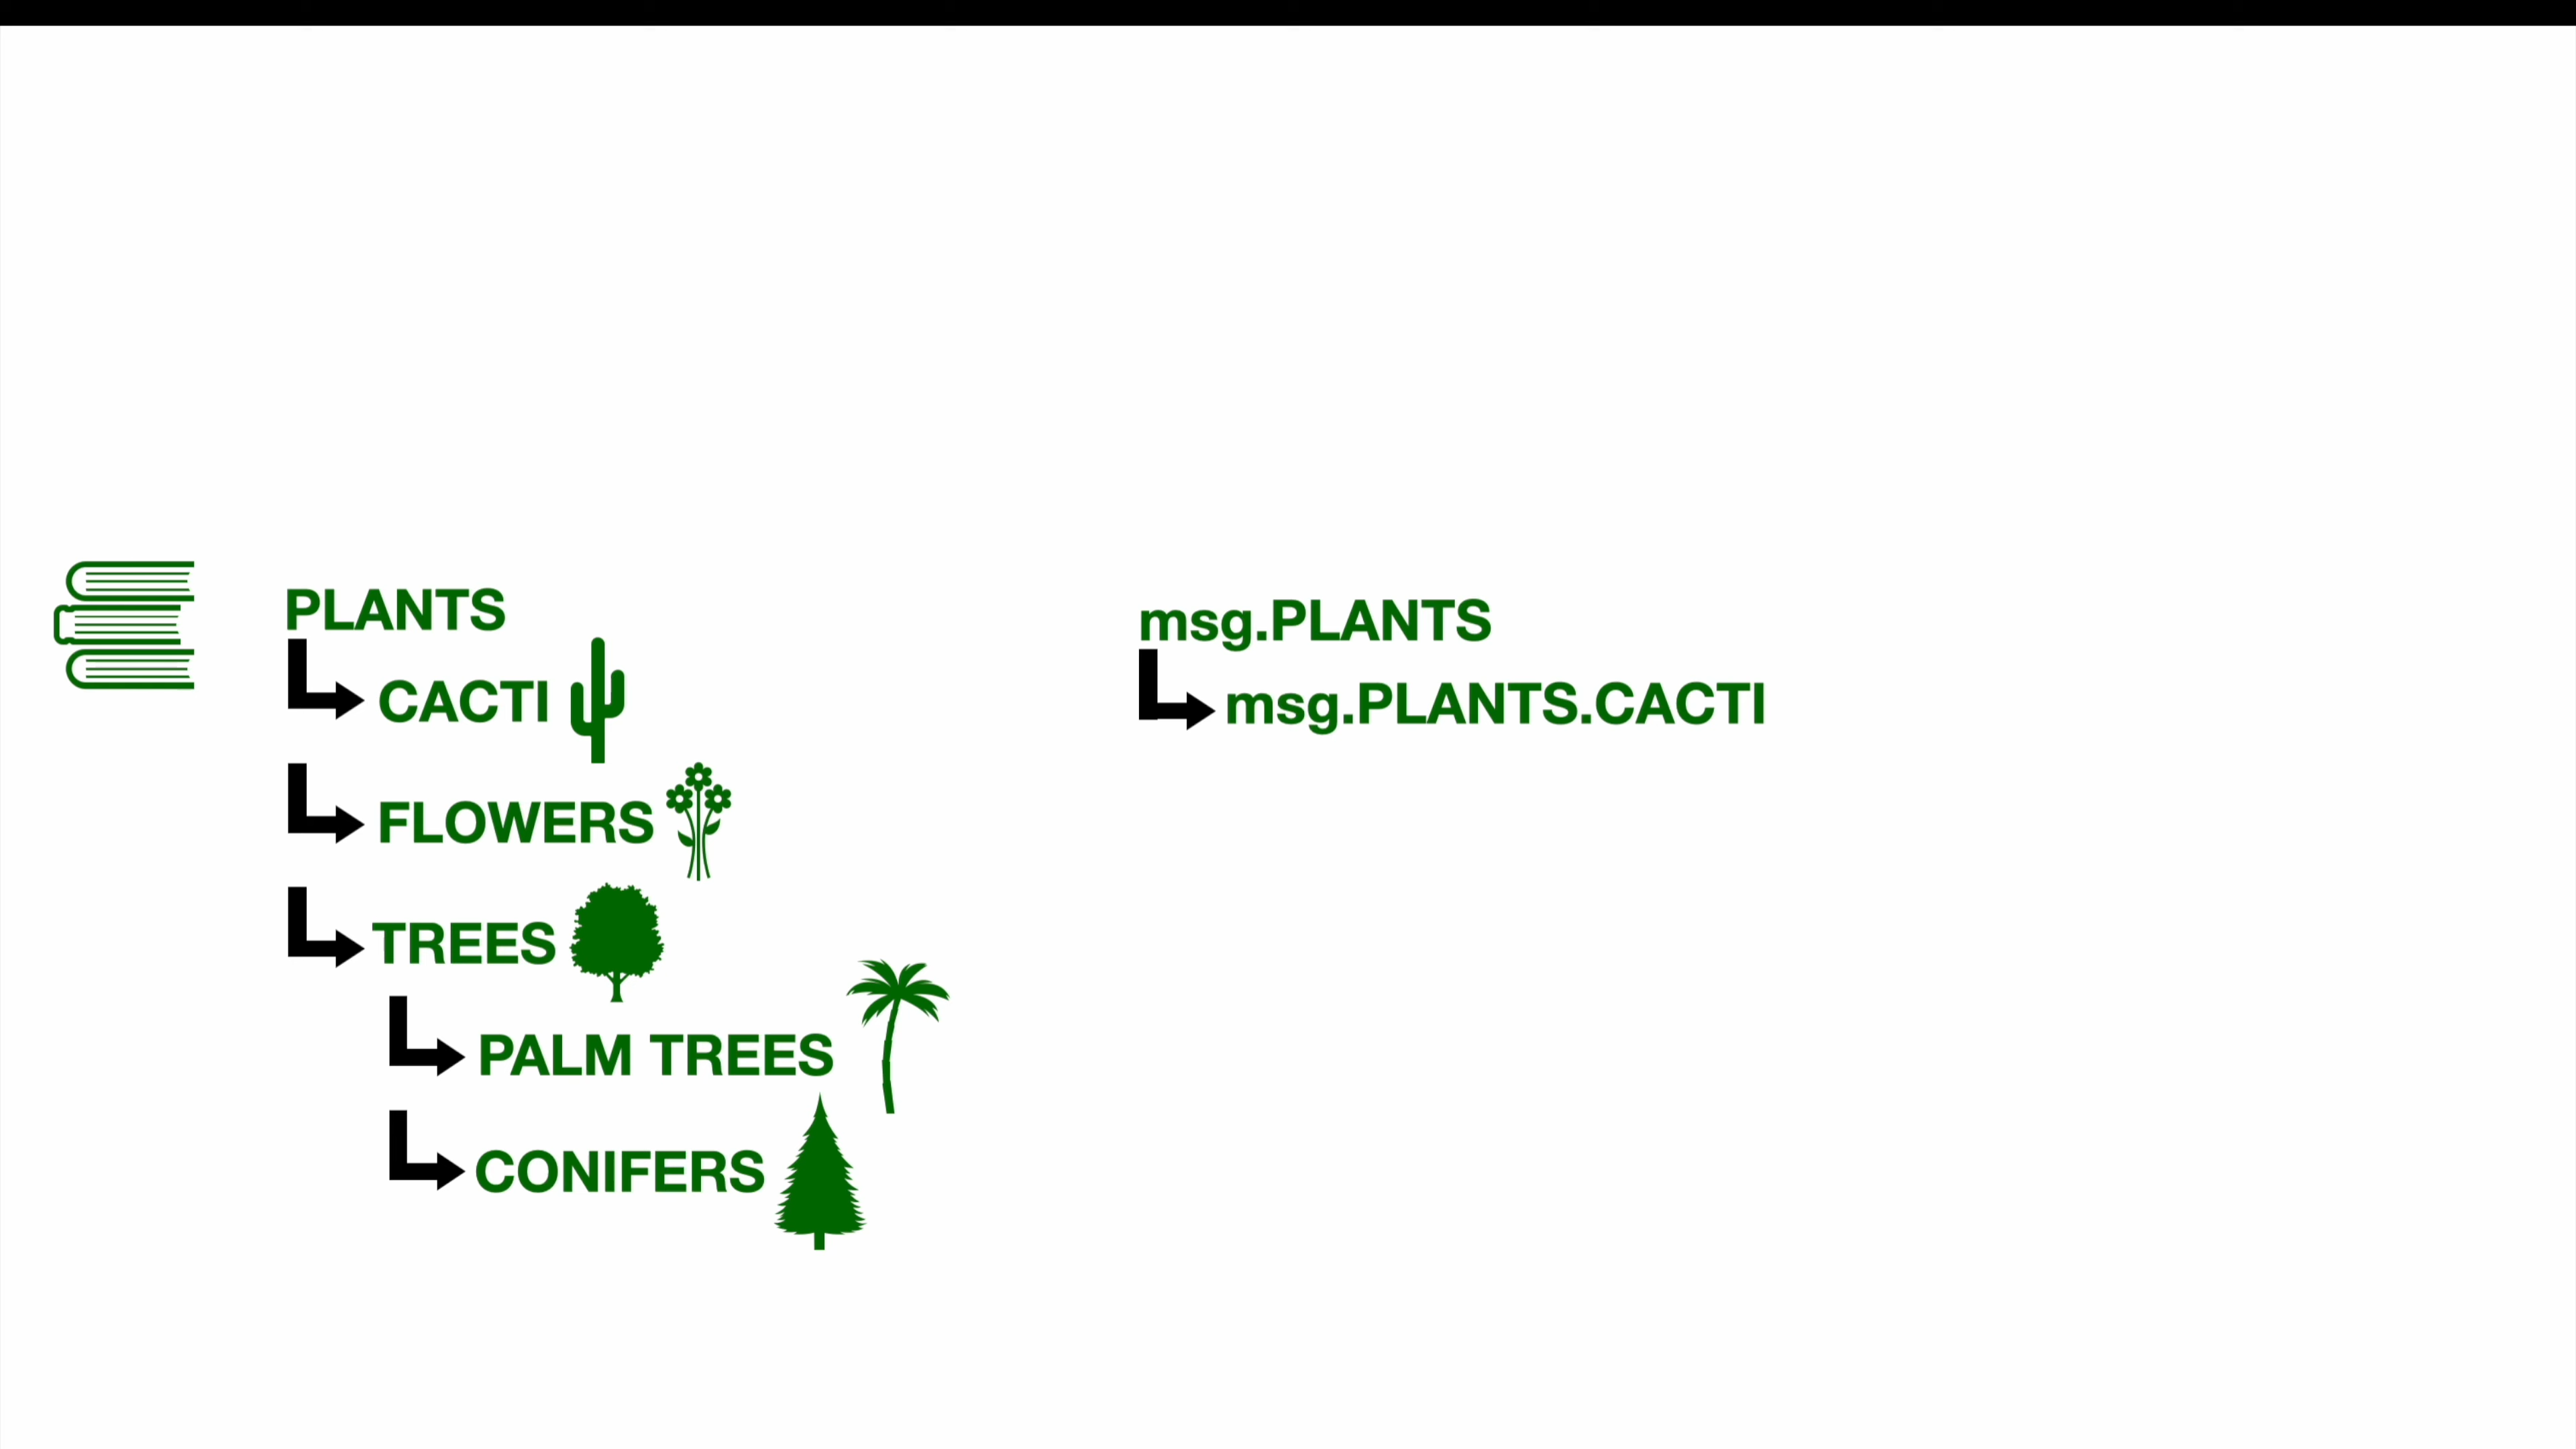 PLANTS
CACTI
FLOWERS
TREES
PALM TREES
CONIFERS
msg.PLANTS
msg.PLANTS.CACTI